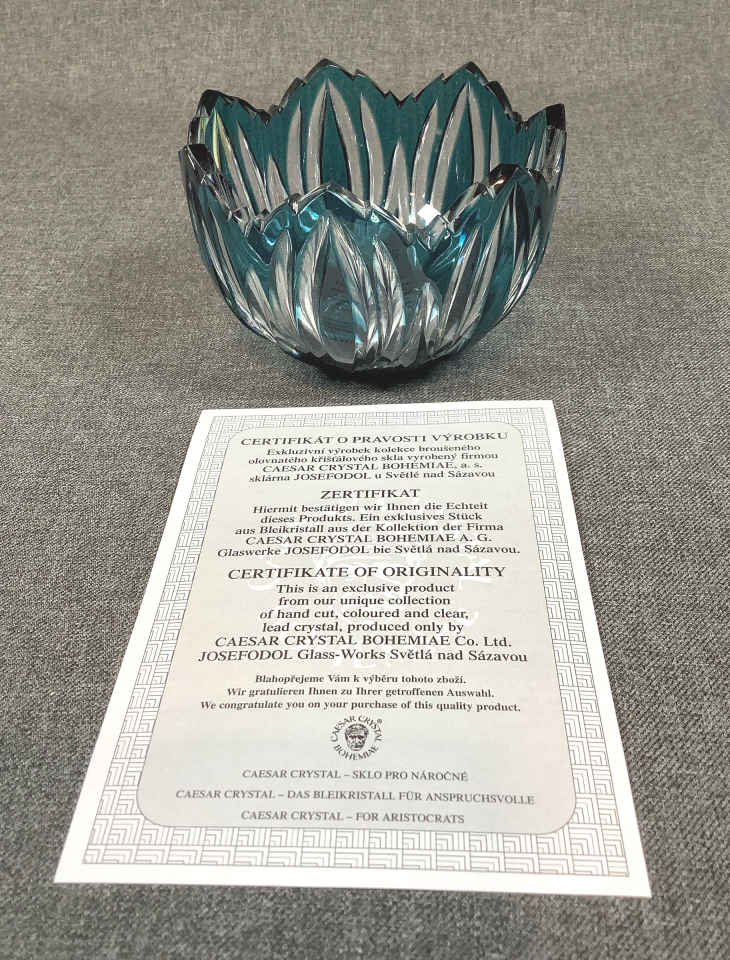 CERTIFIKÁT O PRAVOSTI VÝROBKU
Exkluzivní výrobek kolekce broušeného
olovnatého křišťálového skla vyrobený firmou
CAESAR CRYSTAL BOHEMIAE, a. s.
sklárna JOSEFODOL u Světlé nad Sázavou
ZERTIFIKAT
Hiermit bestätigen wir Ihnen die Echteit
dieses Produkts. Ein exklusives Stück
aus Bleikristall aus der Kollektion der Firma
CAESAR CRYSTAL BOHEMIAE A. G.
Glaswerke JOSEFODOL bie Světlá nad Sázavou.
CERTIFIKATE OF ORIGINALITY
This is an exclusive product
from our unique collection
of hand cut, coloured and clear,
lead crystal, produced only by
CAESAR CRYSTAL BOHEMIAE Co. Ltd.
JOSEFODOL Glass-Works Světlá nad Sázavou
Blahopřejeme Vám k výběru tohoto zboží.
Wir gratulieren Ihnen zu Ihrer getroffenen Auswahl.
We congratulate you on your purchase of this quality product.
CAESAR CRYSTAL ®
BOHEMIAE
CAESAR CRYSTAL – SKLO PRO NÁROČNÉ
CAESAR CRYSTAL – DAS BLEIKRISTALL FÜR ANSPRUCHSVOLLE
CAESAR CRYSTAL – FOR ARISTOCRATS